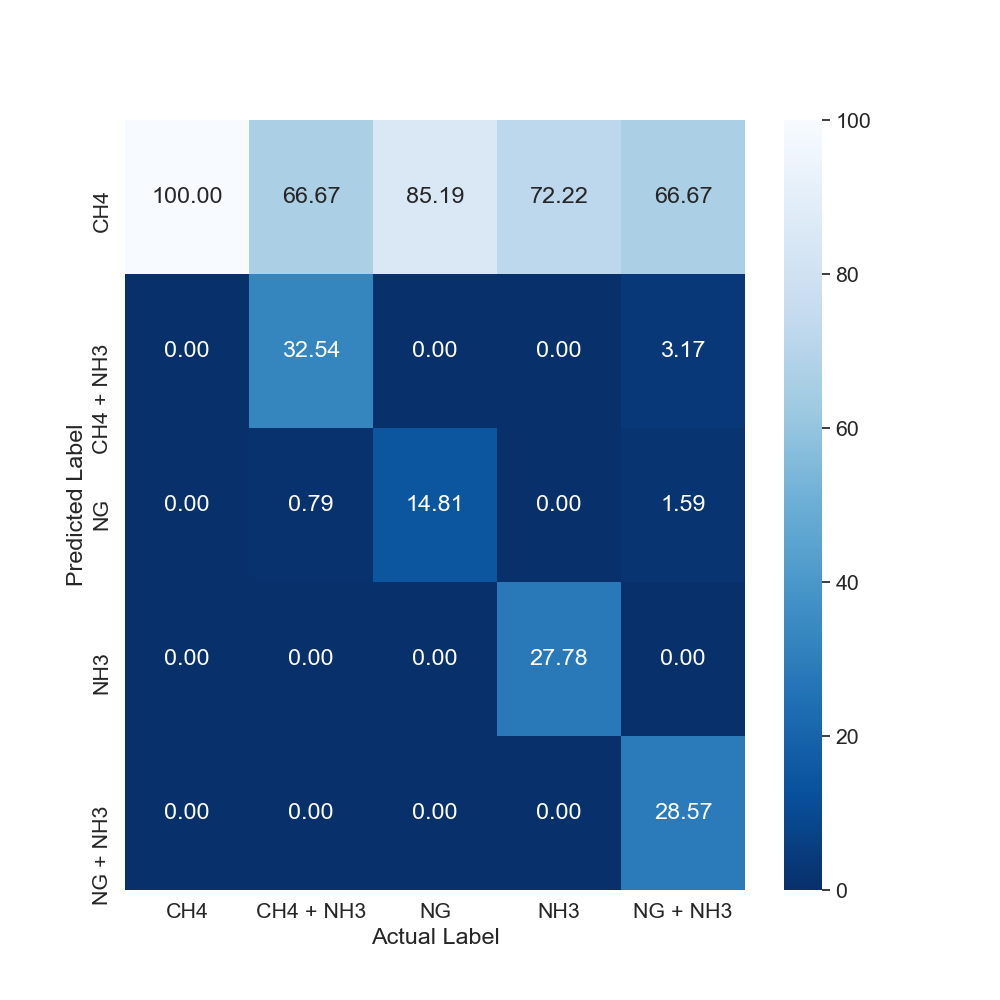 100.00 66.67 85.19 72.22 66.67
0.00 32.54 0.00 0.00 3.17
0.00 0.79 14.81 0.00 1.59
0.00 0.00 0.00 27.78 0.00
0.00 0.00 0.00 0.00 28.57
CH4
CH4 + NH3
NG
NH3
NG + NH3
Predicted Label
CH4 CH4 + NH3 NG NH3 NG + NH3
Actual Label
100
80
60
40
20
0